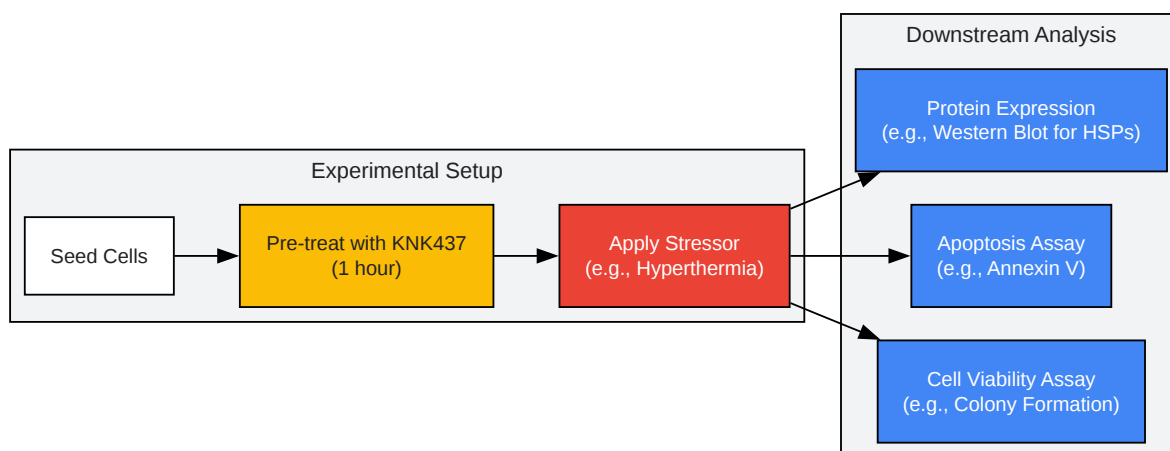 Experimental Setup
Seed Cells
Pre-treat with KNK437
(1 hour)
Apply Stressor
(e.g., Hyperthermia)
Downstream Analysis
Protein Expression
(e.g., Western Blot for HSPs)
Apoptosis Assay
(e.g., Annexin V)
Cell Viability Assay
(e.g., Colony Formation)